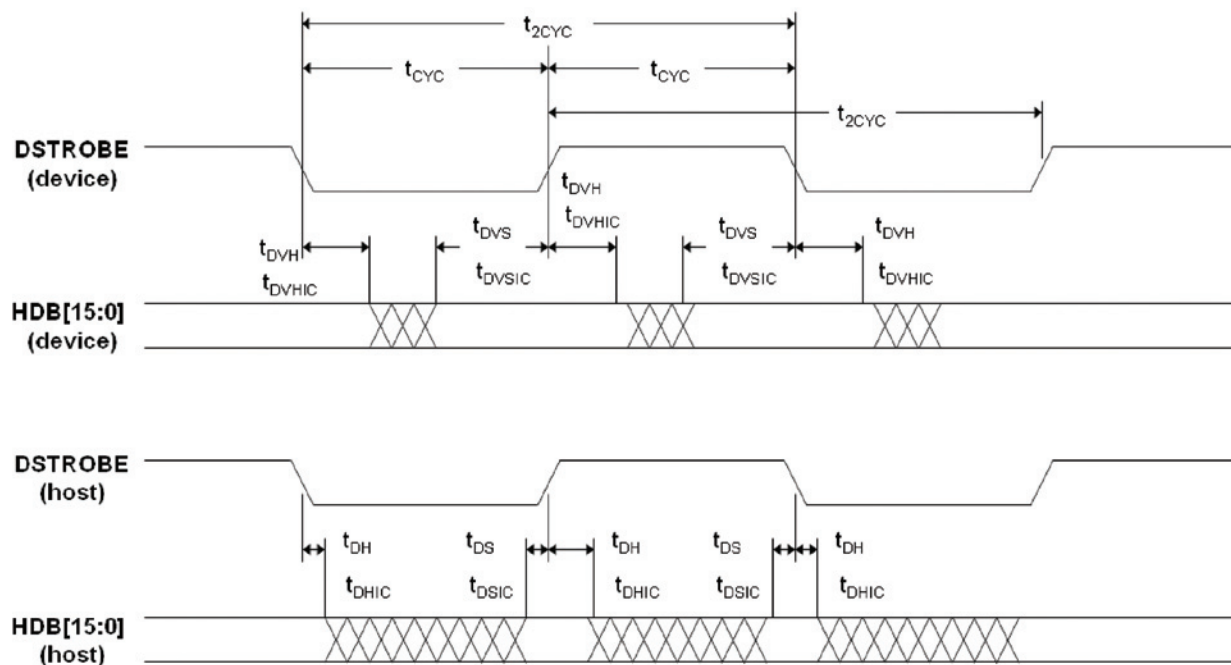 t2CYC
tCYC tCYC
t2CYC
DSTROBE
(device)
tDVH
tDVHIC
tDVS tDVS
tDVH tDVH
tDVSIC tDVSIC
tDVHIC tDVHIC
HDB[15:0]
(device)
DSTROBE
(host)
tDH tDS tDH tDS tDH
tDHIC tDSIC tDHIC tDSIC tDHIC
HDB[15:0]
(host)